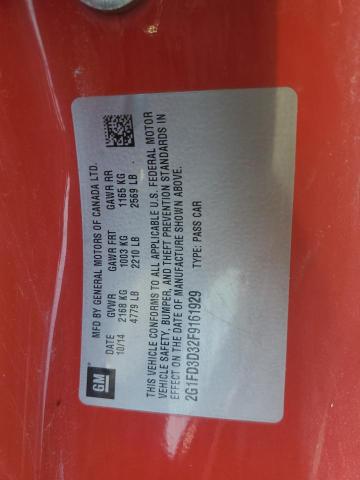 GM
MFD BY GENERAL MOTORS OF CANADA LTD.
DATE GVWR GAWR FRT GAWR RR
10/14 2168 KG 1003 KG 1165 KG
4779 LB 2210 LB 2569 LB
THIS VEHICLE CONFORMS TO ALL APPLICABLE U.S. FEDERAL MOTOR
VEHICLE SAFETY, BUMPER, AND THEFT PREVENTION STANDARDS IN
EFFECT ON THE DATE OF MANUFACTURE SHOWN ABOVE.
2G1FD3D32F9161929 TYPE: PASS CAR